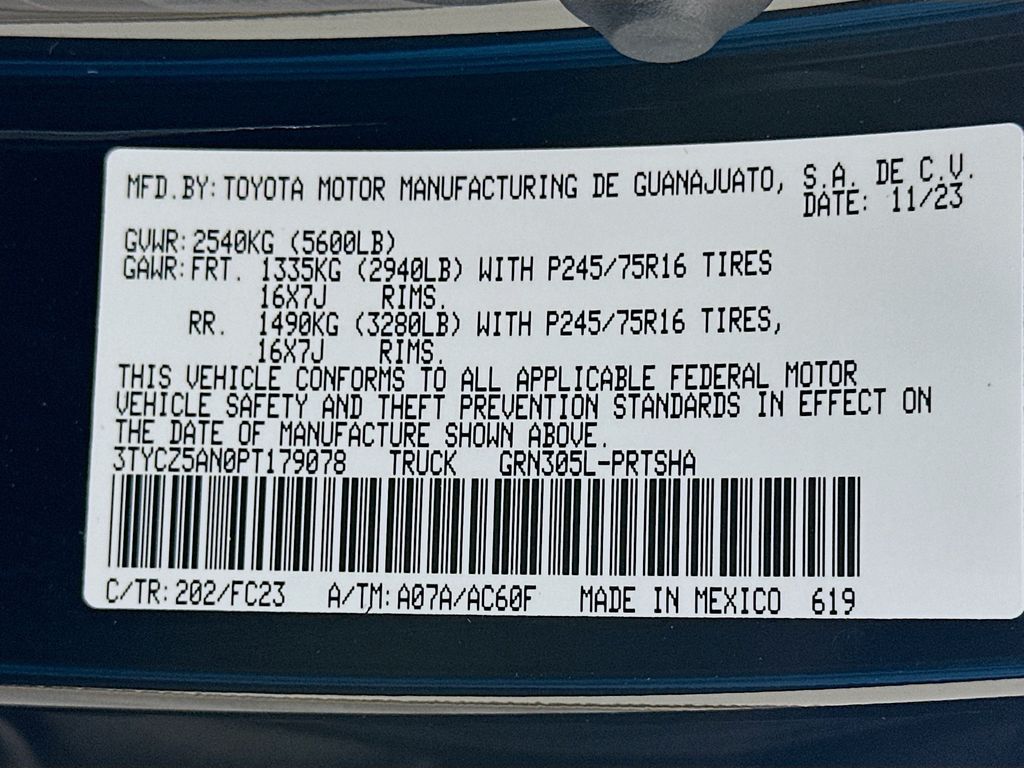 MFD.BY: TOYOTA MOTOR MANUFACTURING DE GUANAJUATO, S.A. DE C.V.
DATE: 11/23
GVWR: 2540KG (5600LB)
GAWR: FRT. 1335KG (2940LB) WITH P245/75R16 TIRES
16X7J RIMS.
RR. 1490KG (3280LB) WITH P245/75R16 TIRES,
16X7J RIMS.
THIS VEHICLE CONFORMS TO ALL APPLICABLE FEDERAL MOTOR
VEHICLE SAFETY AND THEFT PREVENTION STANDARDS IN EFFECT ON
THE DATE OF MANUFACTURE SHOWN ABOVE.
3TYCZ5AN0PT179078 TRUCK GRN305L-PRTSHA
C/TR: 202/FC23 A/TM: A07A/AC60F MADE IN MEXICO 619